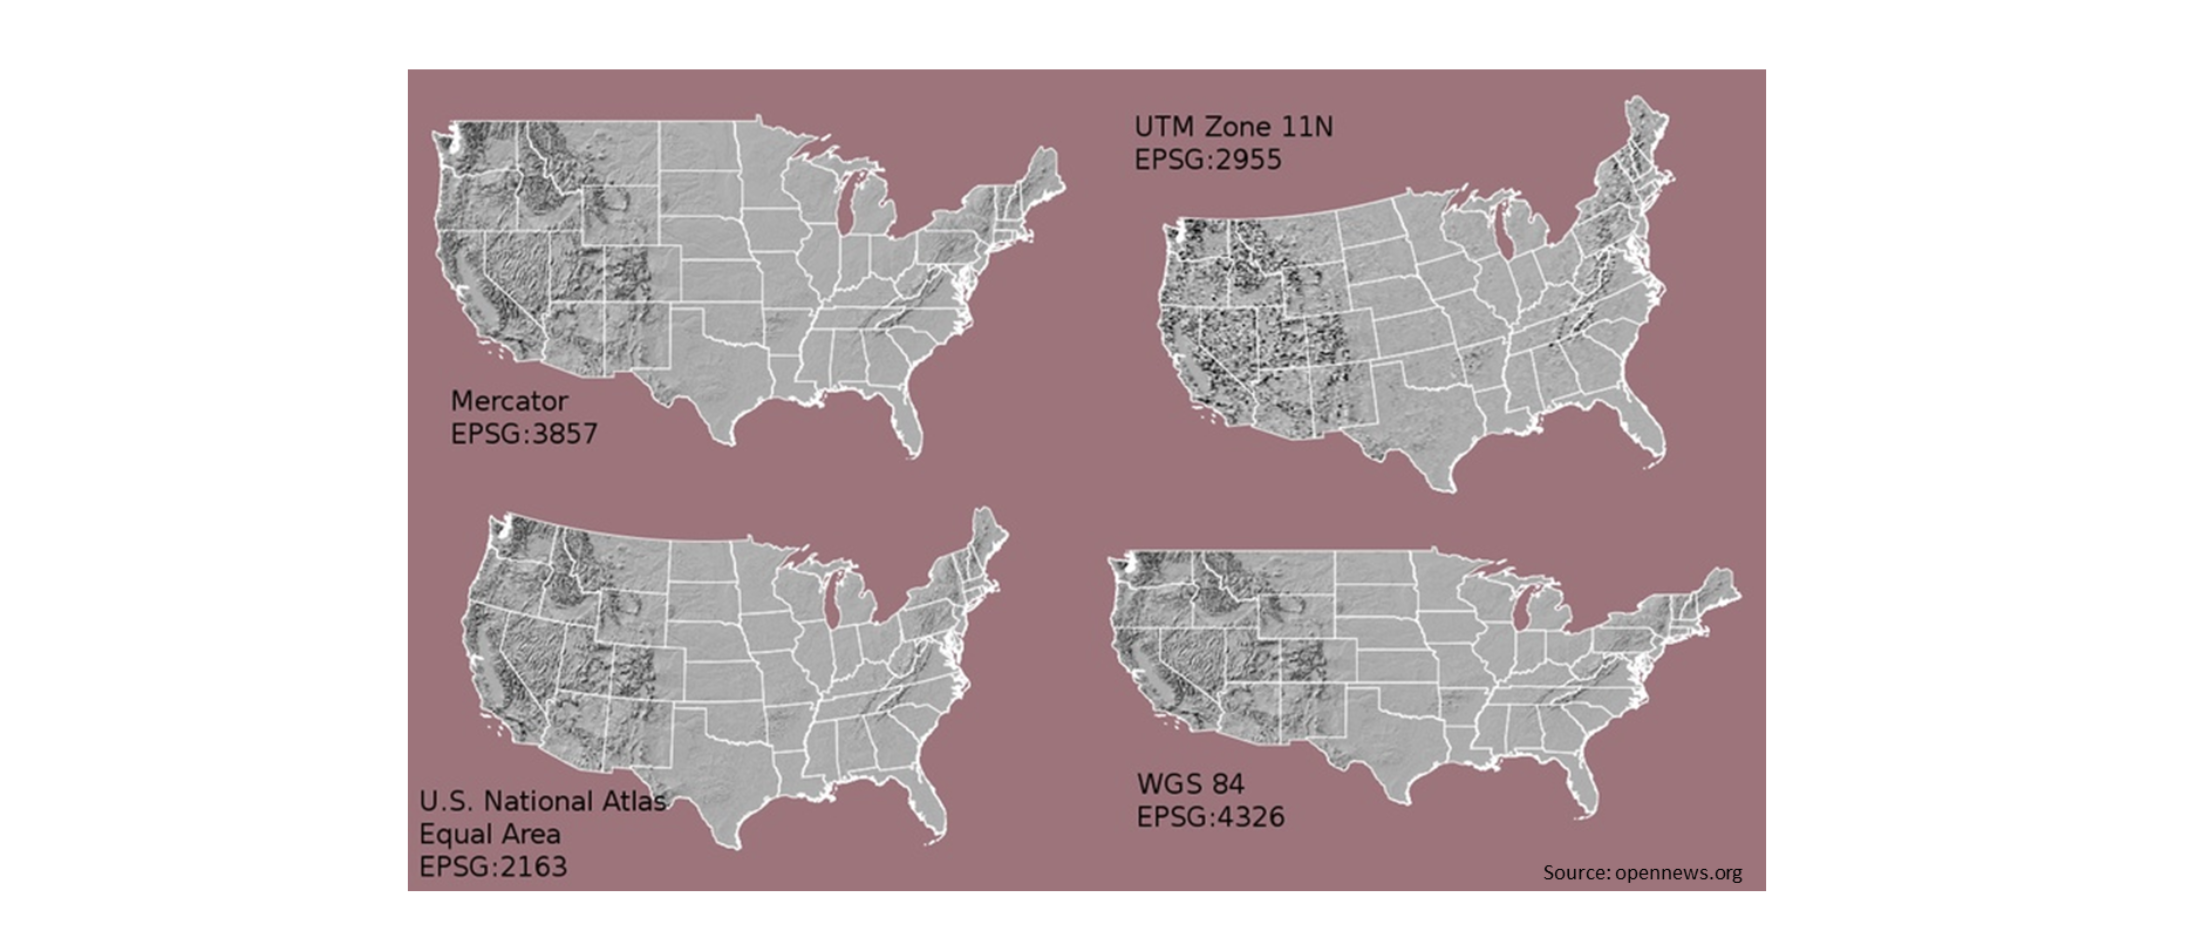 UTM Zone 11N
EPSG:2955
Mercator
EPSG:3857
U.S. National Atlas
Equal Area
EPSG:2163
WGS 84
EPSG:4326
Source: opennews.org